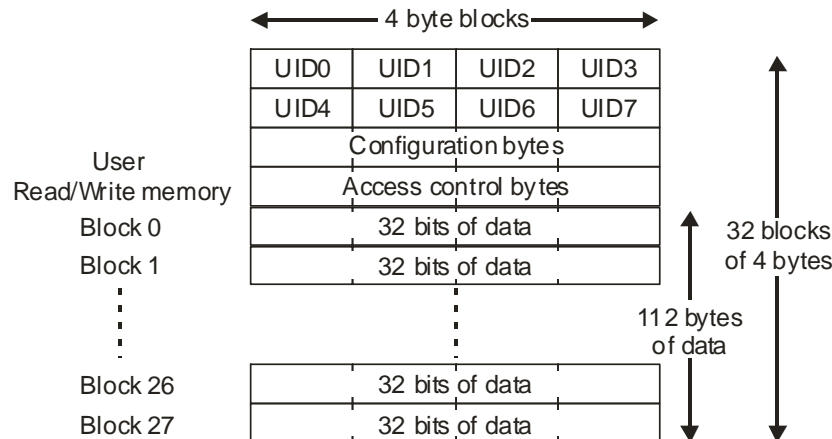 4 byte blocks
UID0 UID1 UID2 UID3
UID4 UID5 UID6 UID7
Configuration bytes
Access control bytes
User
Read/Write memory
Block 0 32 bits of data
Block 1 32 bits of data
Block 26 32 bits of data
Block 27 32 bits of data
112 bytes
of data
32 blocks
of 4 bytes